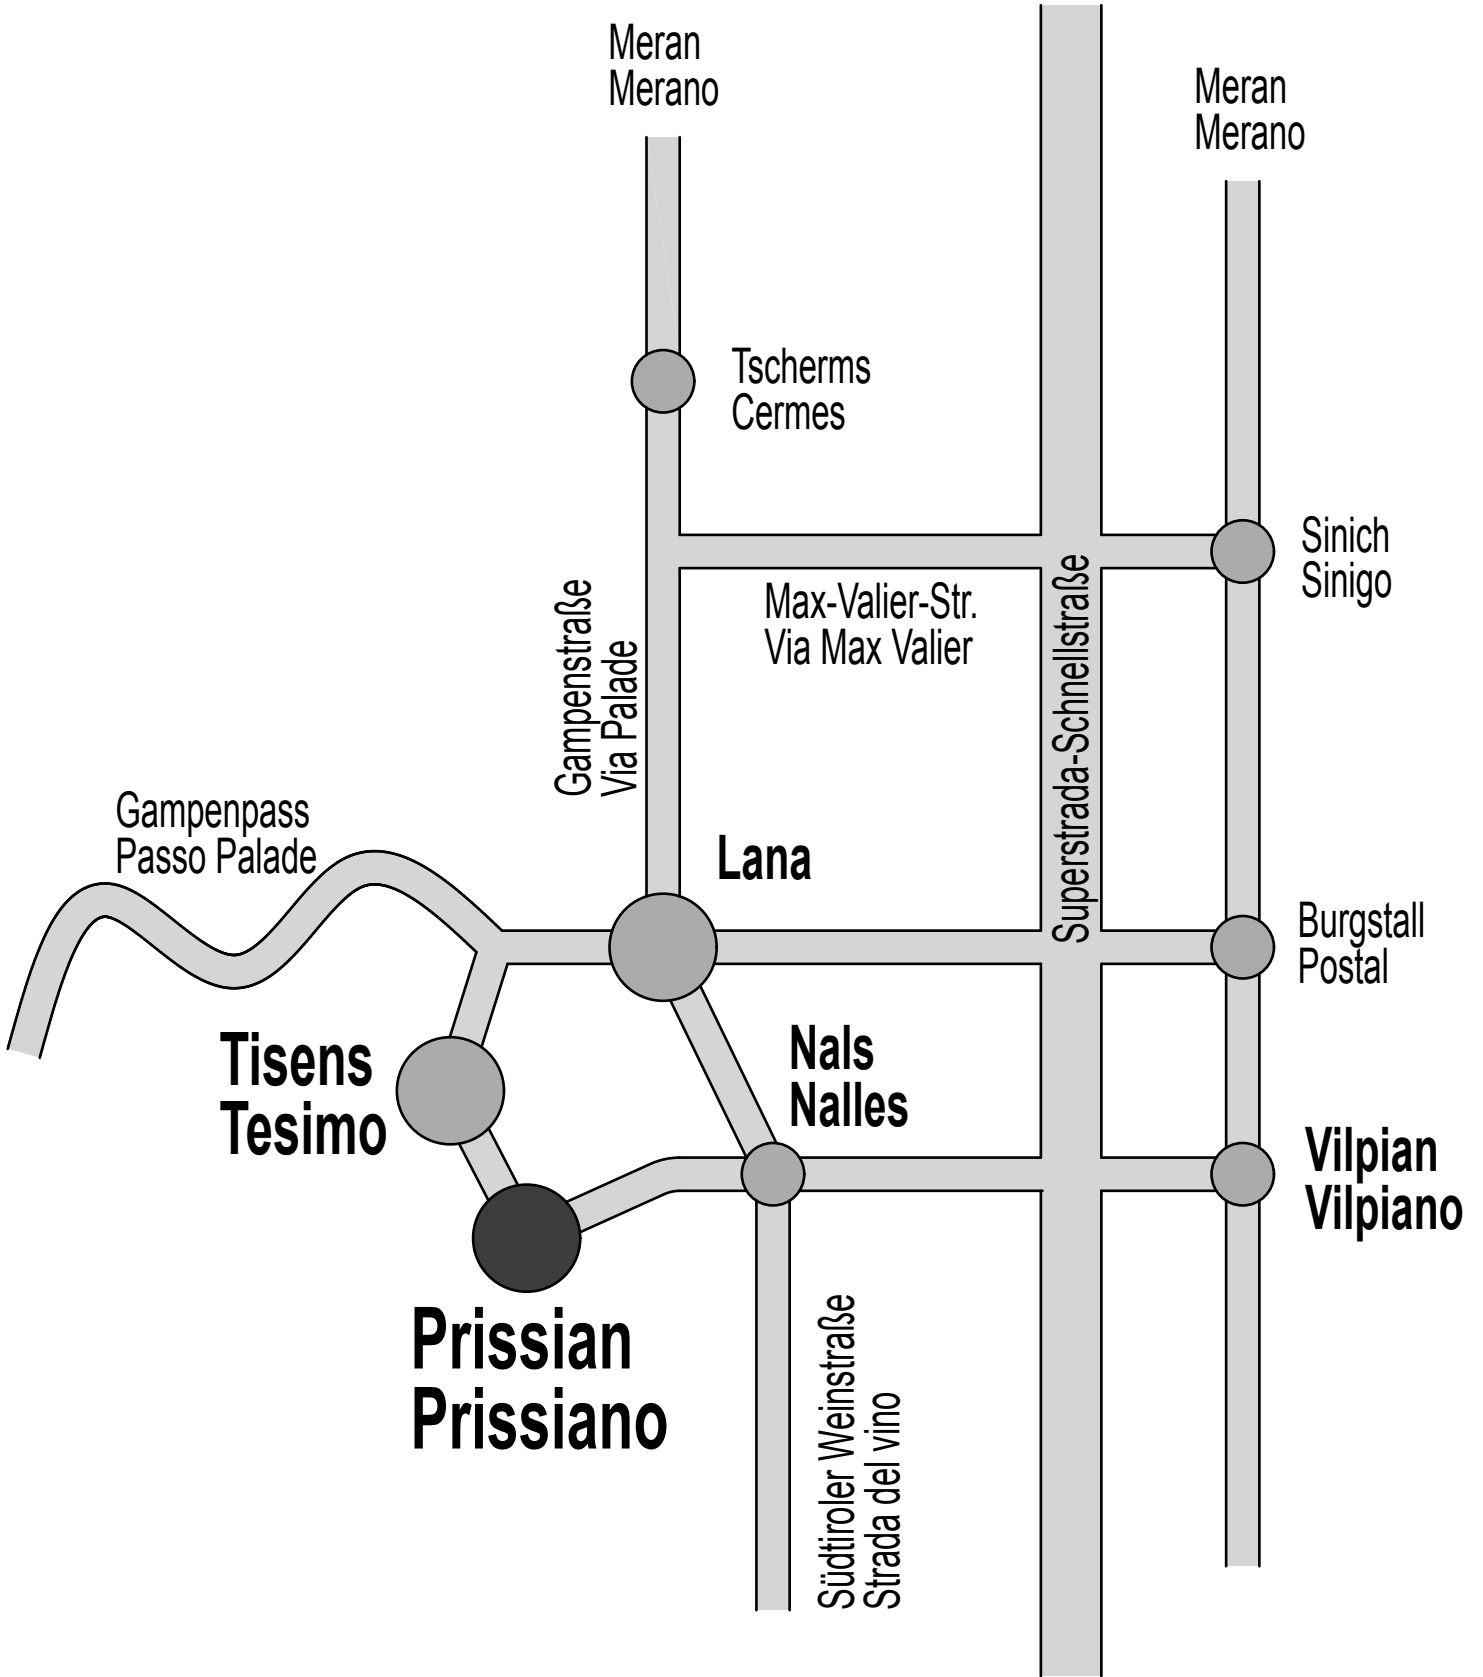 Meran
Merano
Meran
Merano
Tscherms
Cermes
Sinich
Sinigo
Max-Valier-Str.
Via Max Valier
Gampenstraße
Via Palade
Superstrada-Schnellstraße
Gampenpass
Passo Palade
Lana
Burgstall
Postal
Tisens
Tesimo
Nals
Nalles
Vilpian
Vilpiano
Prissian
Prissiano
Südtiroler Weinstraße
Strada del vino